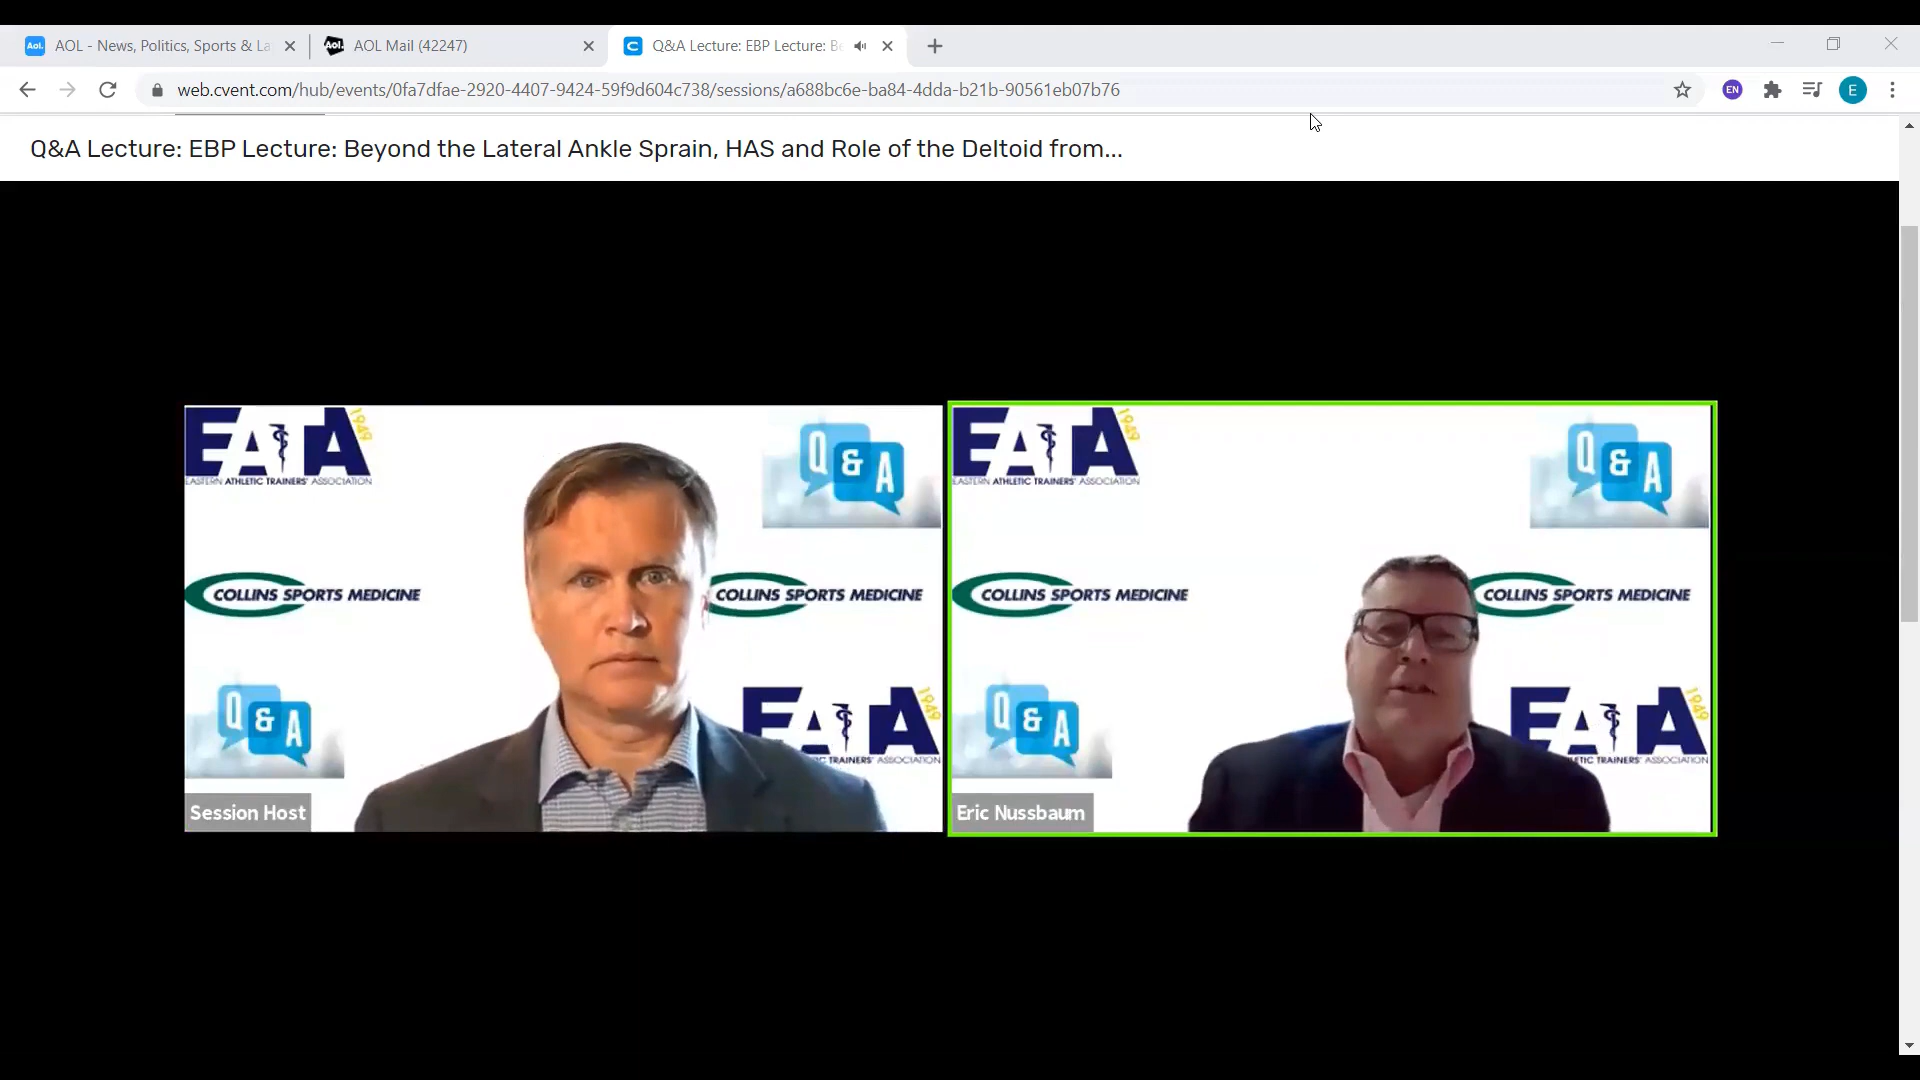 AOL - News, Politics, Sports & La
AOL Mail (42247)
Q&A Lecture: EBP Lecture: Be
web.cvent.com/hub/events/0fa7dfae-2920-4407-9424-59f9d604c738/sessions/a688bc6e-ba84-4dda-b21b-90561eb07b76
EN
E
Q&A Lecture: EBP Lecture: Beyond the Lateral Ankle Sprain, HAS and Role of the Deltoid from...
EATA 1949
EASTERN ATHLETIC TRAINERS' ASSOCIATION
Q & A
COLLINS SPORTS MEDICINE
COLLINS SPORTS MEDICINE
Q & A
EATA 1949
TIC TRAINERS' ASSOCIATION
Session Host
EATA 1949
EASTERN ATHLETIC TRAINERS' ASSOCIATION
Q & A
COLLINS SPORTS MEDICINE
COLLINS SPORTS MEDICINE
Q & A
EATA 1949
ETIC TRAINERS' ASSOCIATION
Eric Nussbaum